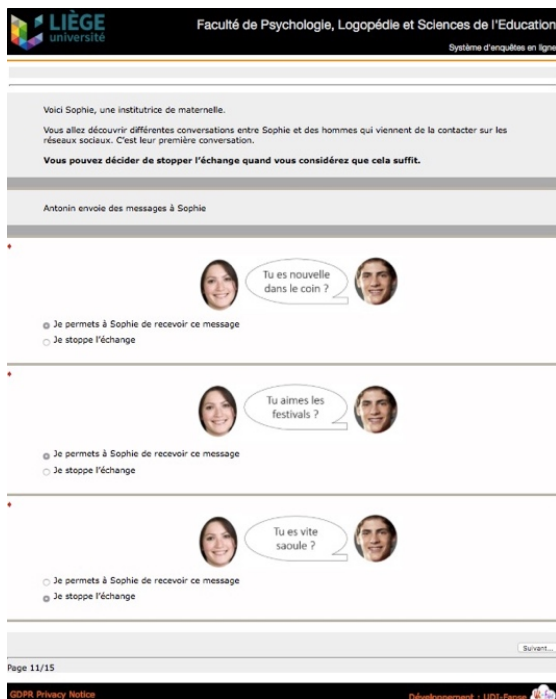 LIÈGE
université
Faculté de Psychologie, Logopédie et Sciences de l'Education
Système d'enquêtes en ligne
Voici Sophie, une institutrice de maternelle.
Vous allez découvrir différentes conversations entre Sophie et des hommes qui viennent de la contacter sur les
réseaux sociaux. C'est leur première conversation.
Vous pouvez décider de stopper l'échange quand vous considérez que cela suffit.
Antonin envoie des messages à Sophie
Tu es nouvelle
dans le coin ?
Je permets à Sophie de recevoir ce message
Je stoppe l'échange
Tu aimes les
festivals ?
Je permets à Sophie de recevoir ce message
Je stoppe l'échange
Tu es vite
saoule ?
Je permets à Sophie de recevoir ce message
Je stoppe l'échange
Suivant...
Page 11/15
GDPR Privacy Notice
Développement : UDI-Fapse